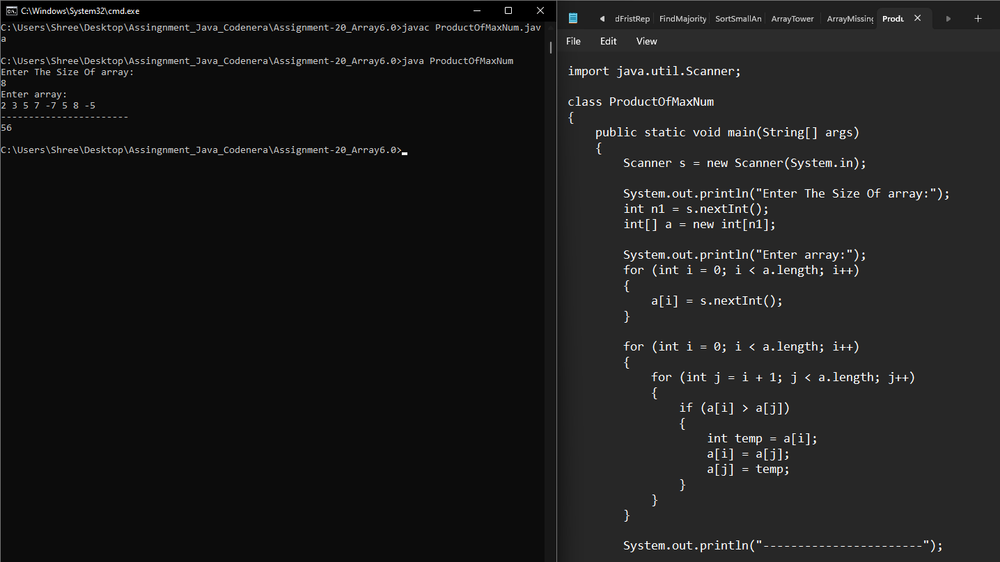 C:\Windows\System32\cmd.exe
C:\Users\Shree\Desktop\Assingnment_Java_Codenera\Assignment-20_Array6.0>javac ProductOfMaxNum.jav
a
C:\Users\Shree\Desktop\Assingnment_Java_Codenera\Assignment-20_Array6.0>java ProductOfMaxNum
Enter The Size Of array:
8
Enter array:
2 3 5 7 -7 5 8 -5
-----------------------
56
C:\Users\Shree\Desktop\Assingnment_Java_Codenera\Assignment-20_Array6.0>
dFristRep FindMajority SortSmallAn ArrayTower ArrayMissing Produ
File Edit View
import java.util.Scanner;
class ProductOfMaxNum
{
    public static void main(String[] args)
    {
        Scanner s = new Scanner(System.in);
        System.out.println("Enter The Size Of array:");
        int n1 = s.nextInt();
        int[] a = new int[n1];
        System.out.println("Enter array:");
        for (int i = 0; i < a.length; i++)
        {
            a[i] = s.nextInt();
        }
        for (int i = 0; i < a.length; i++)
        {
            for (int j = i + 1; j < a.length; j++)
            {
                if (a[i] > a[j])
                {
                    int temp = a[i];
                    a[i] = a[j];
                    a[j] = temp;
                }
            }
        }
        System.out.println("-----------------------");